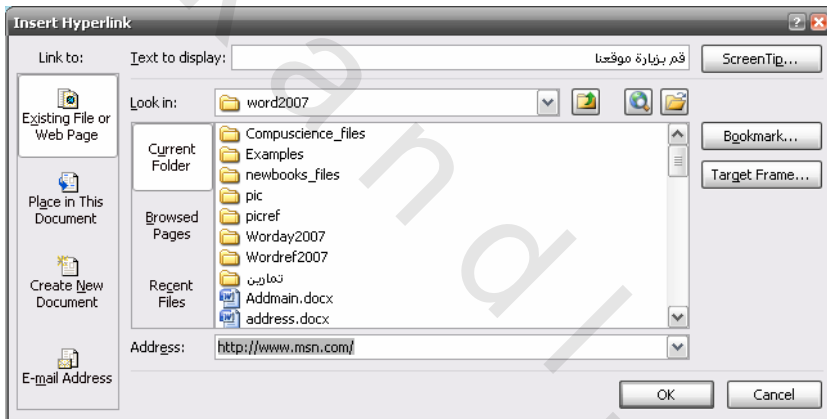 Insert Hyperlink
Link to:
Text to display: قم بزيارة موقعنا
ScreenTip...
Existing File or
Web Page
Place in This
Document
Create New
Document
E-mail Address
Look in: word2007
Current
Folder
Browsed
Pages
Recent
Files
Compuscience_files
Examples
newbooks_files
pic
picref
Worday2007
Wordref2007
تمارين
Addmain.docx
address.docx
Bookmark...
Target Frame...
Address: http://www.msn.com/
OK
Cancel